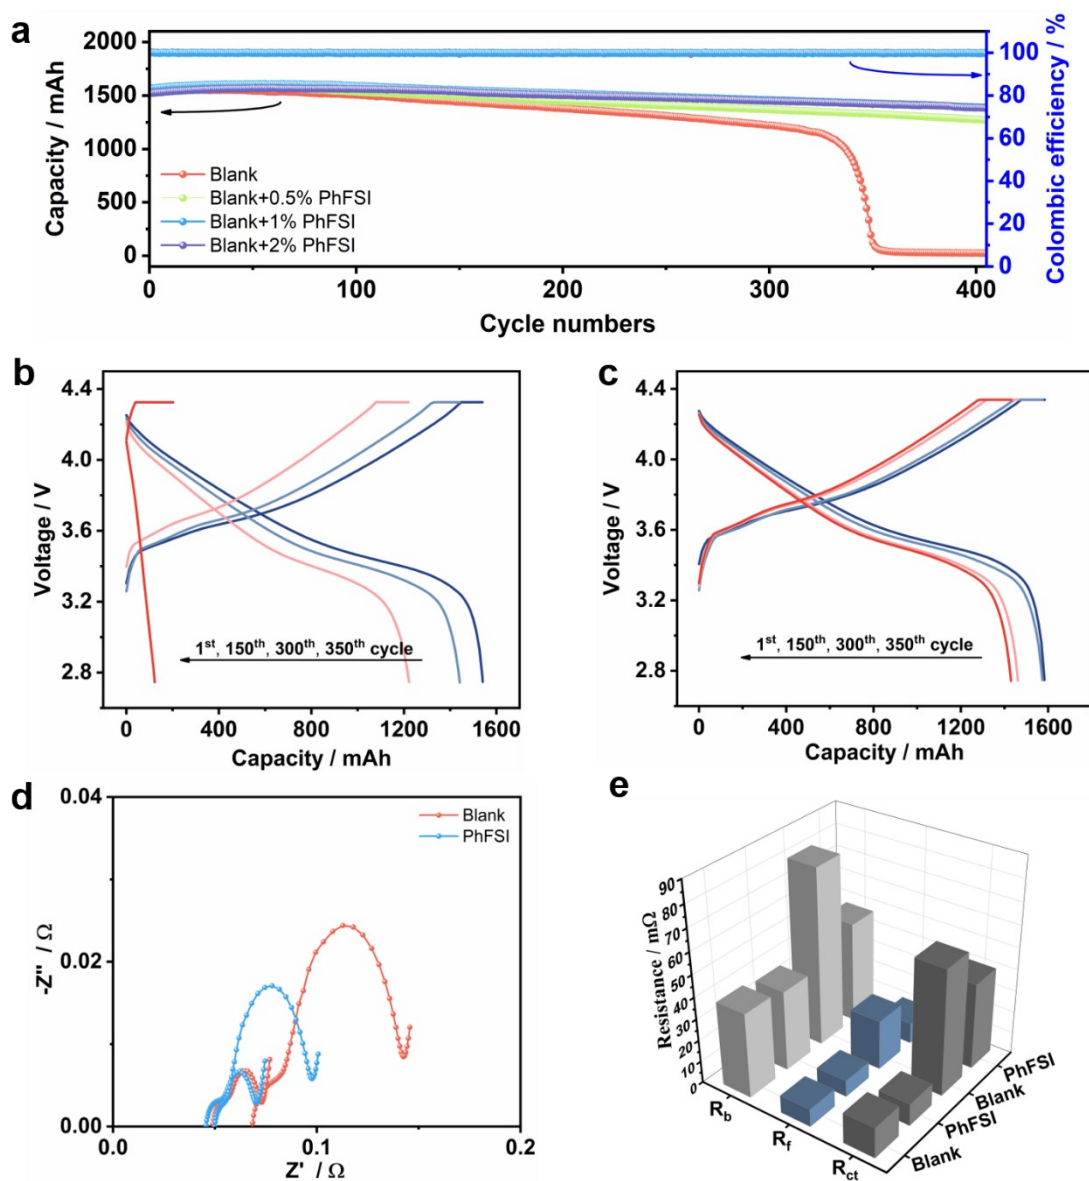 a
2000
1500
1000
500
0
Capacity / mAh
Blank
Blank+0.5% PhFSI
Blank+1% PhFSI
Blank+2% PhFSI
100
80
60
40
20
0
Colombic efficiency / %
0
100
200
300
400
Cycle numbers
b
4.4
4.0
3.6
3.2
2.8
Voltage / V
1st, 150th, 300th, 350th cycle
0
400
800
1200
1600
Capacity / mAh
c
4.4
4.0
3.6
3.2
2.8
Voltage / V
1st, 150th, 300th, 350th cycle
0
400
800
1200
1600
Capacity / mAh
d
0.04
0.02
0.00
-Z'' / Ω
Blank
PhFSI
0.0
0.1
0.2
Z' / Ω
e
90
80
70
60
50
40
30
20
10
0
Resistance / mΩ
Rb
Rf
Rct
Blank
PhFSI
Blank
PhFSI